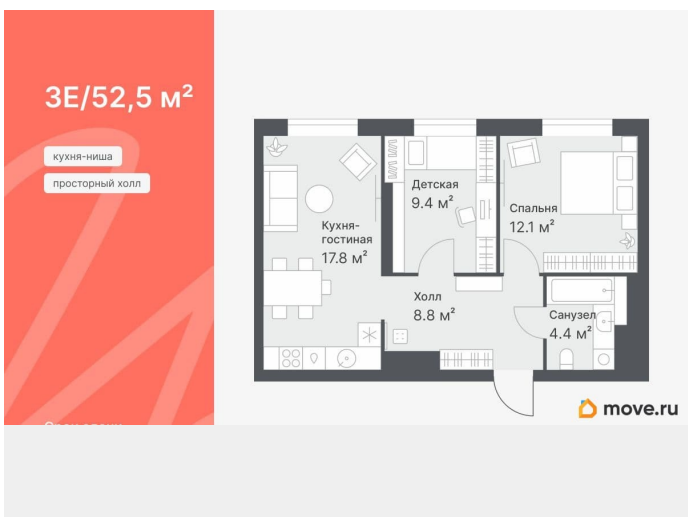 3Е/52,5 м²
кухня-ниша
просторный холл
Детская
9.4 м²
Спальня
12.1 м²
Кухня-
гостиная
17.8 м²
Холл
8.8 м²
Санузел
4.4 м²
move.ru